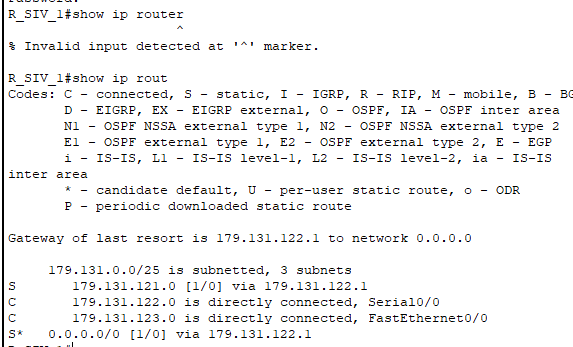 R_SIV_1#show ip router
^
% Invalid input detected at '^' marker.
R_SIV_1#show ip rout
Codes: C - connected, S - static, I - IGRP, R - RIP, M - mobile, B - BG
D - EIGRP, EX - EIGRP external, O - OSPF, IA - OSPF inter area
N1 - OSPF NSSA external type 1, N2 - OSPF NSSA external type 2
E1 - OSPF external type 1, E2 - OSPF external type 2, E - EGP
i - IS-IS, L1 - IS-IS level-1, L2 - IS-IS level-2, ia - IS-IS
inter area
* - candidate default, U - per-user static route, o - ODR
P - periodic downloaded static route
Gateway of last resort is 179.131.122.1 to network 0.0.0.0
179.131.0.0/25 is subnetted, 3 subnets
S 179.131.121.0 [1/0] via 179.131.122.1
C 179.131.122.0 is directly connected, Serial0/0
C 179.131.123.0 is directly connected, FastEthernet0/0
S* 0.0.0.0/0 [1/0] via 179.131.122.1